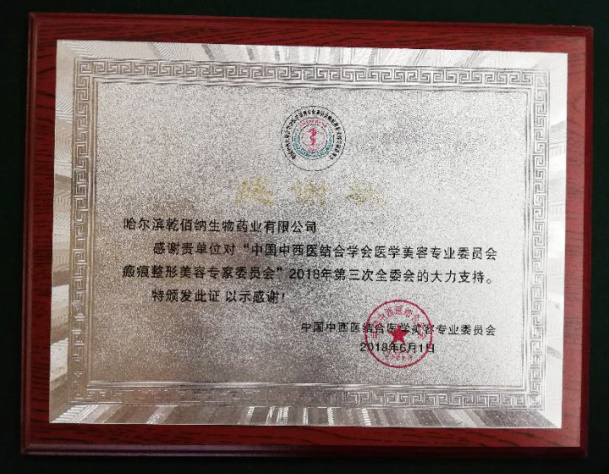 感谢状
哈尔滨乾佰纳生物药业有限公司
感谢贵单位对“中国中西医结合学会医学美容专业委员会
瘢痕整形美容专家委员会”2018年第三次全委会的大力支持。
特颁发此证 以示感谢！
中国中西医结合医学美容专业委员会
2018年6月1日